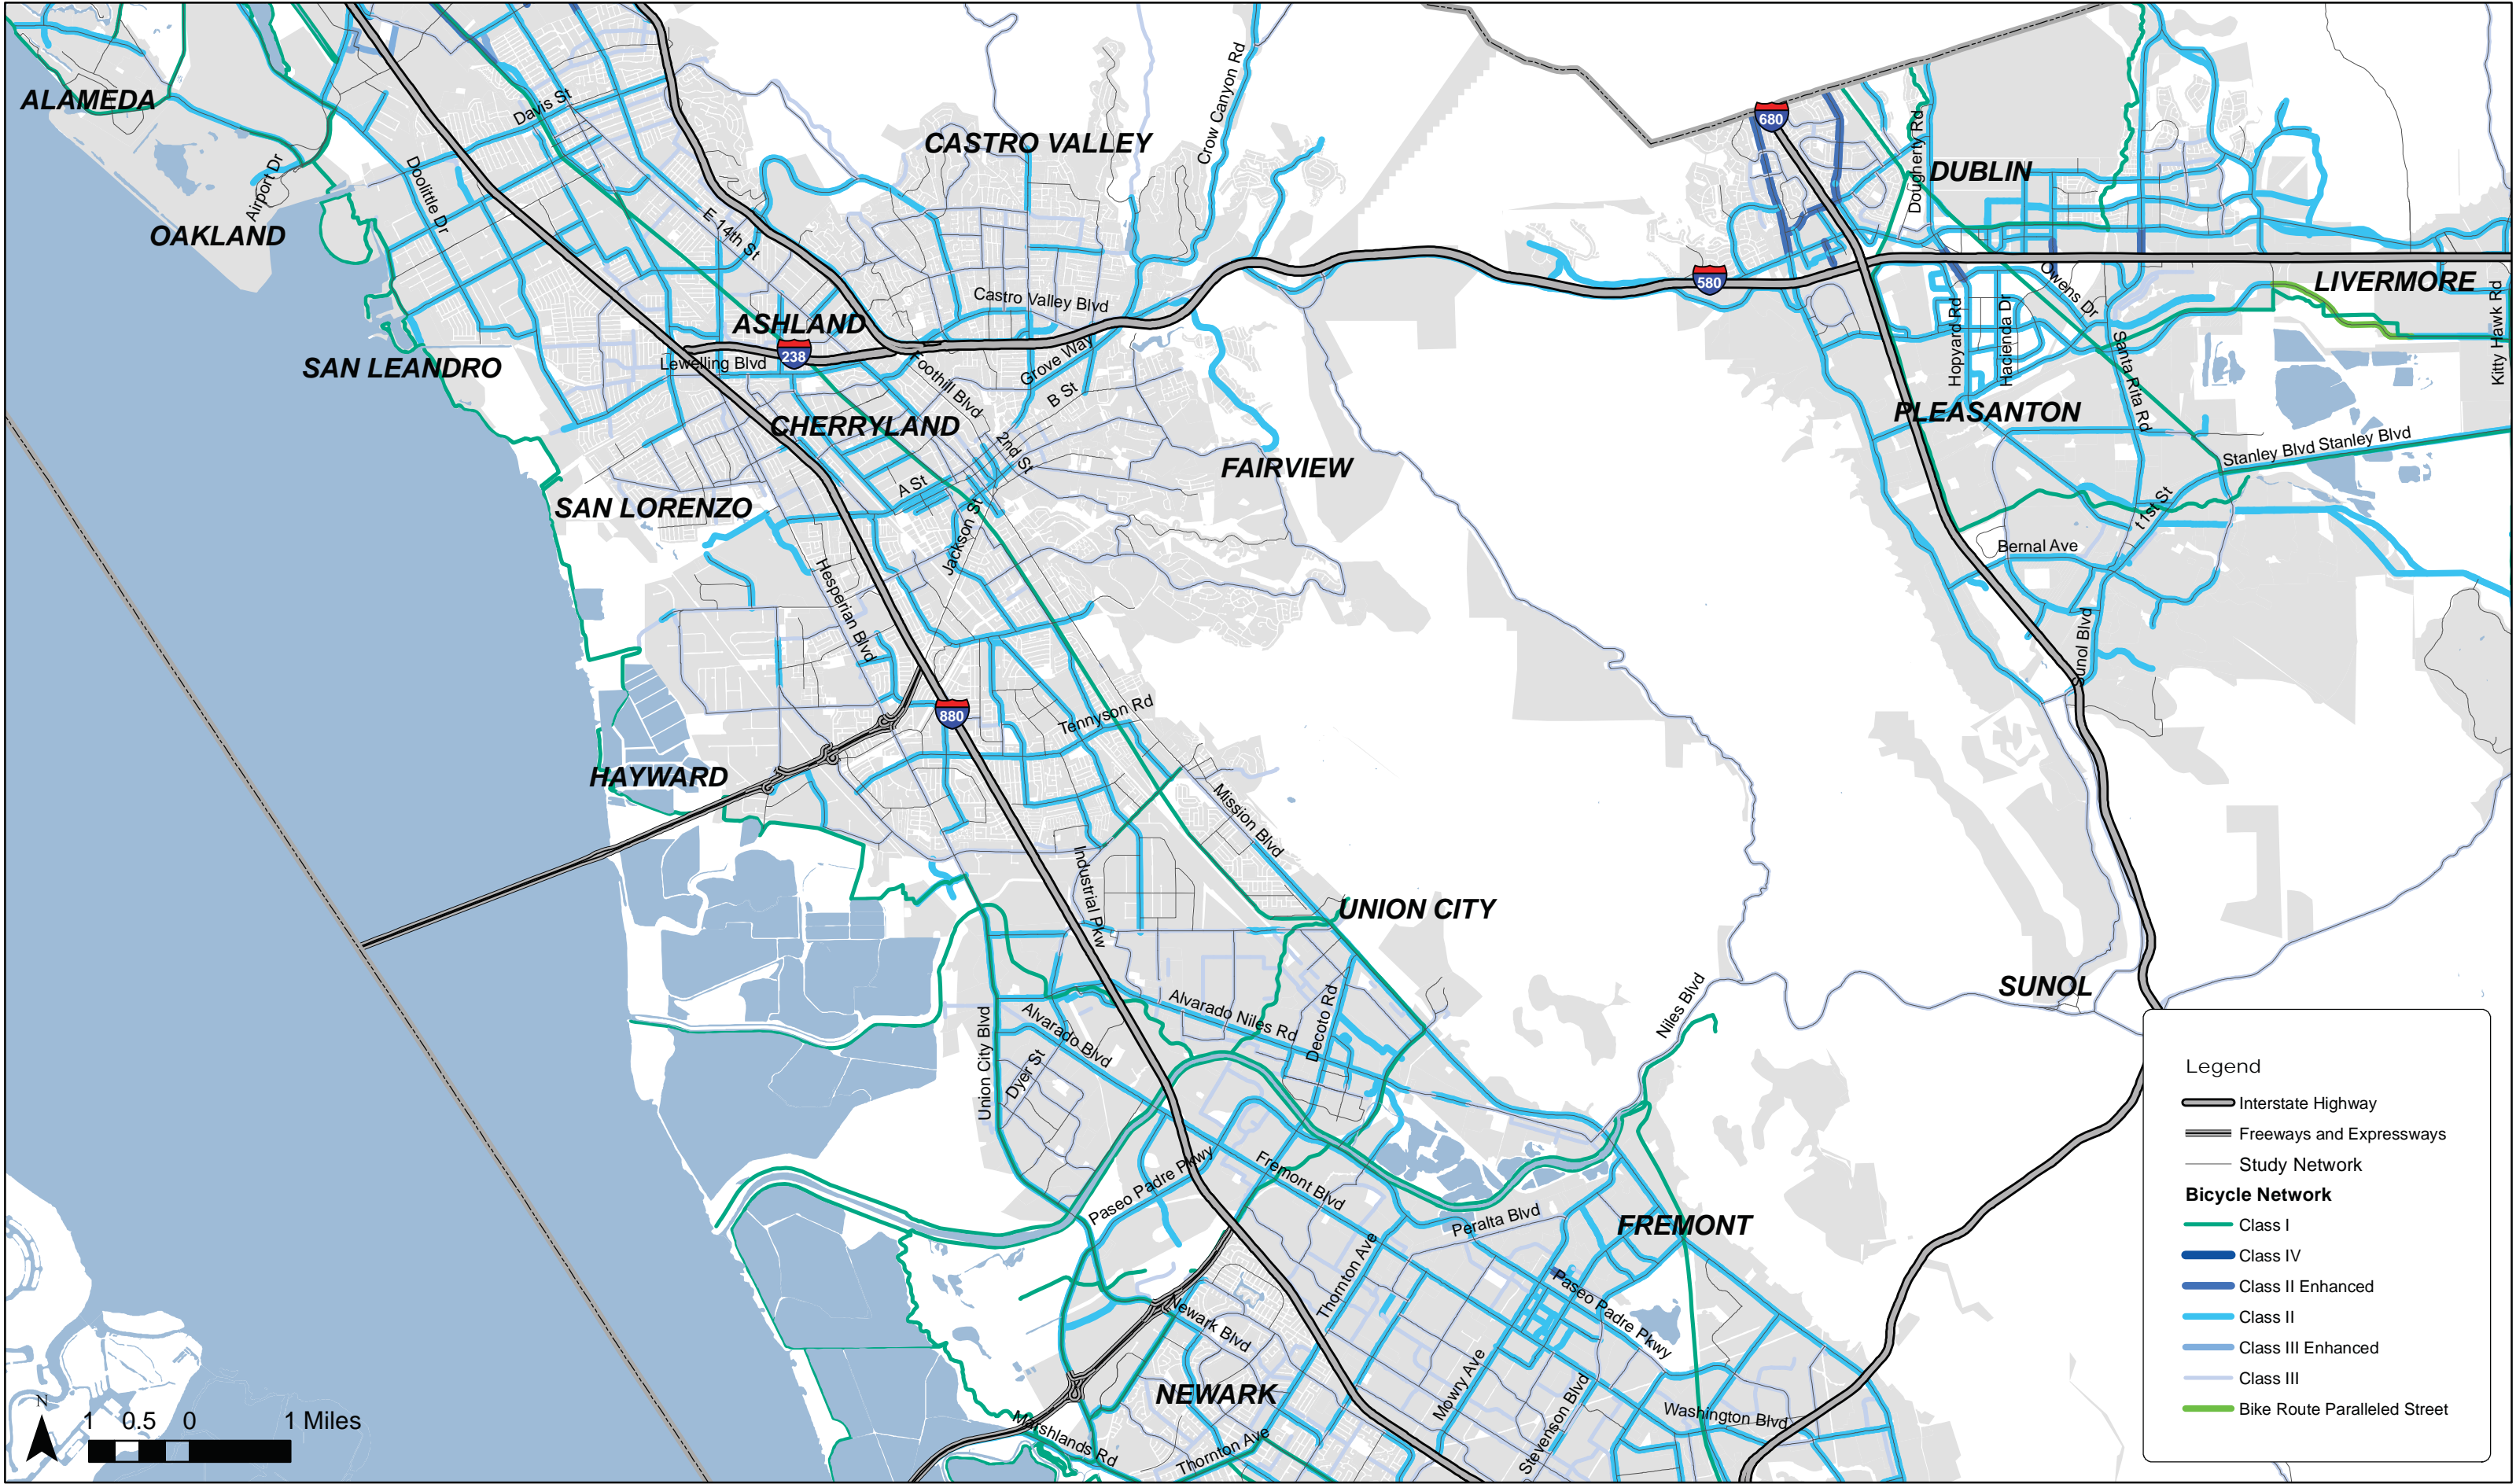 ALAMEDA
Davis St
Airport Dr
Doolittle Dr
OAKLAND
E 14th St
CASTRO VALLEY
Crow Canyon Rd
Castro Valley Blvd
680
Dougherty Rd
DUBLIN
580
Owens Dr
LIVERMORE
Kitty Hawk Rd
Hopyard Rd
Hacienda Dr
Santa Rita Rd
ASHLAND
238
Lewelling Blvd
SAN LEANDRO
Foothill Blvd
Grove Way
B St
CHERRYLAND
2nd St
A St
FAIRVIEW
PLEASANTON
Stanley Blvd
Stanley Blvd
t1st St
Bernal Ave
Sunol Blvd
SAN LORENZO
Jackson St
Hesperian Blvd
880
Tennyson Rd
HAYWARD
Mission Blvd
Industrial Pkw
UNION CITY
SUNOL
Niles Blvd
Alvarado Niles Rd
Decoto Rd
Alvarado Blvd
Union City Blvd
Dyer St
Paseo Padre Pkwy
Fremont Blvd
Peralta Blvd
FREMONT
Thornton Ave
Paseo Padre Pkwy
Newark Blvd
NEWARK
Mowry Ave
Stevenson Blvd
Washington Blvd
Marshlands Rd
Thornton Ave
N
1 0.5 0 1 Miles
Legend
Interstate Highway
Freeways and Expressways
Study Network
Bicycle Network
Class I
Class IV
Class II Enhanced
Class II
Class III Enhanced
Class III
Bike Route Paralleled Street